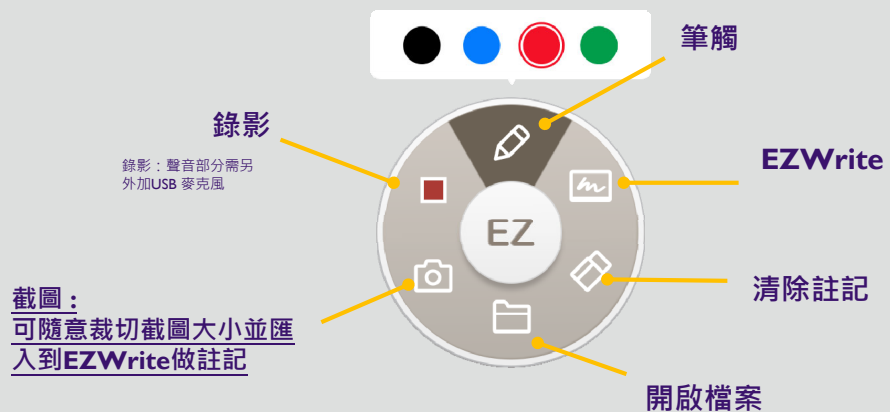 筆觸
錄影
錄影：聲音部分需另
外加USB 麥克風
EZWrite
EZ
截圖：
可隨意裁切截圖大小並匯
入到EZWrite做註記
清除註記
開啟檔案